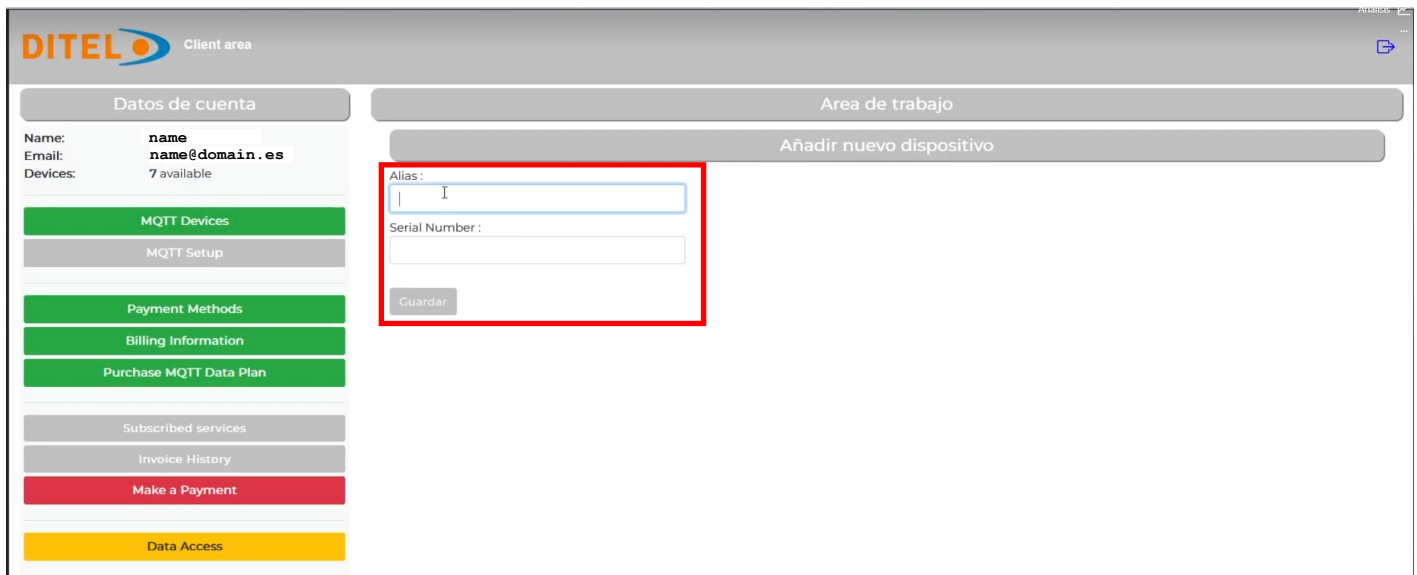 Análisis
DITEL Client area
Datos de cuenta
Name: name
Email: name@domain.es
Devices: 7 available
MQTT Devices
MQTT Setup
Payment Methods
Billing Information
Purchase MQTT Data Plan
Subscribed services
Invoice History
Make a Payment
Data Access
Area de trabajo
Añadir nuevo dispositivo
Alias :
Serial Number :
Guardar